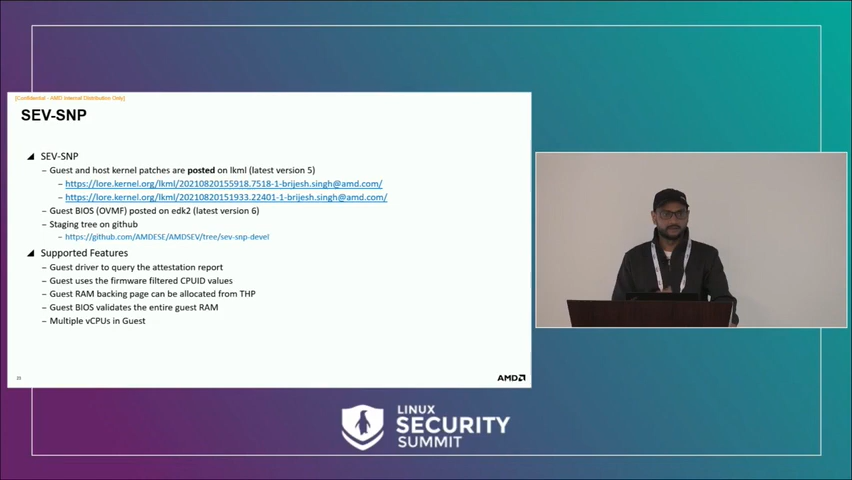 [Confidential - AMD Internal Distribution Only]
SEV-SNP
SEV-SNP
– Guest and host kernel patches are posted on lkml (latest version 5)
– https://lore.kernel.org/lkml/20210820155918.7518-1-brijesh.singh@amd.com/
– https://lore.kernel.org/lkml/20210820151933.22401-1-brijesh.singh@amd.com/
– Guest BIOS (OVMF) posted on edk2 (latest version 6)
– Staging tree on github
– https://github.com/AMDESE/AMDSEV/tree/sev-snp-devel
Supported Features
– Guest driver to query the attestation report
– Guest uses the firmware filtered CPUID values
– Guest RAM backing page can be allocated from THP
– Guest BIOS validates the entire guest RAM
– Multiple vCPUs in Guest
AMD
LINUX
SECURITY
SUMMIT